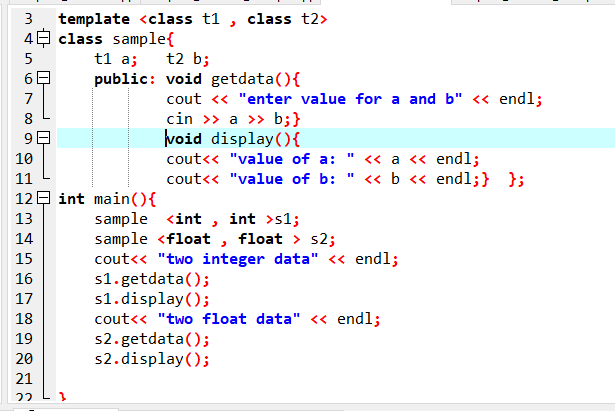 3 template <class t1 , class t2>
4 class sample{
5 t1 a; t2 b;
6 public: void getdata(){
7 cout << "enter value for a and b" << endl;
8 cin >> a >> b;}
9 void display(){
10 cout<< "value of a: " << a << endl;
11 cout<< "value of b: " << b << endl;} };
12 int main(){
13 sample <int , int >s1;
14 sample <float , float > s2;
15 cout<< "two integer data" << endl;
16 s1.getdata();
17 s1.display();
18 cout<< "two float data" << endl;
19 s2.getdata();
20 s2.display();
21
22 }